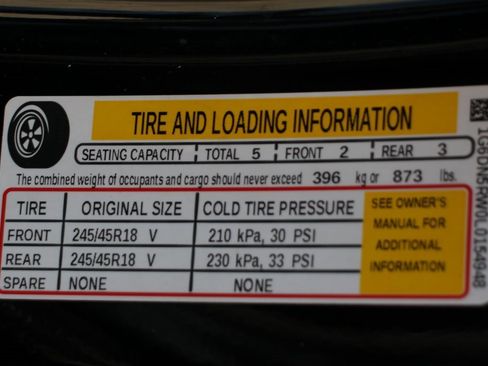 TIRE AND LOADING INFORMATION
SEATING CAPACITY TOTAL 5 FRONT 2 REAR 3
The combined weight of occupants and cargo should never exceed 396 kg or 873 lbs.
TIRE ORIGINAL SIZE COLD TIRE PRESSURE
FRONT 245/45R18 V 210 kPa, 30 PSI
REAR 245/45R18 V 230 kPa, 33 PSI
SPARE NONE NONE
SEE OWNER'S
MANUAL FOR
ADDITIONAL
INFORMATION